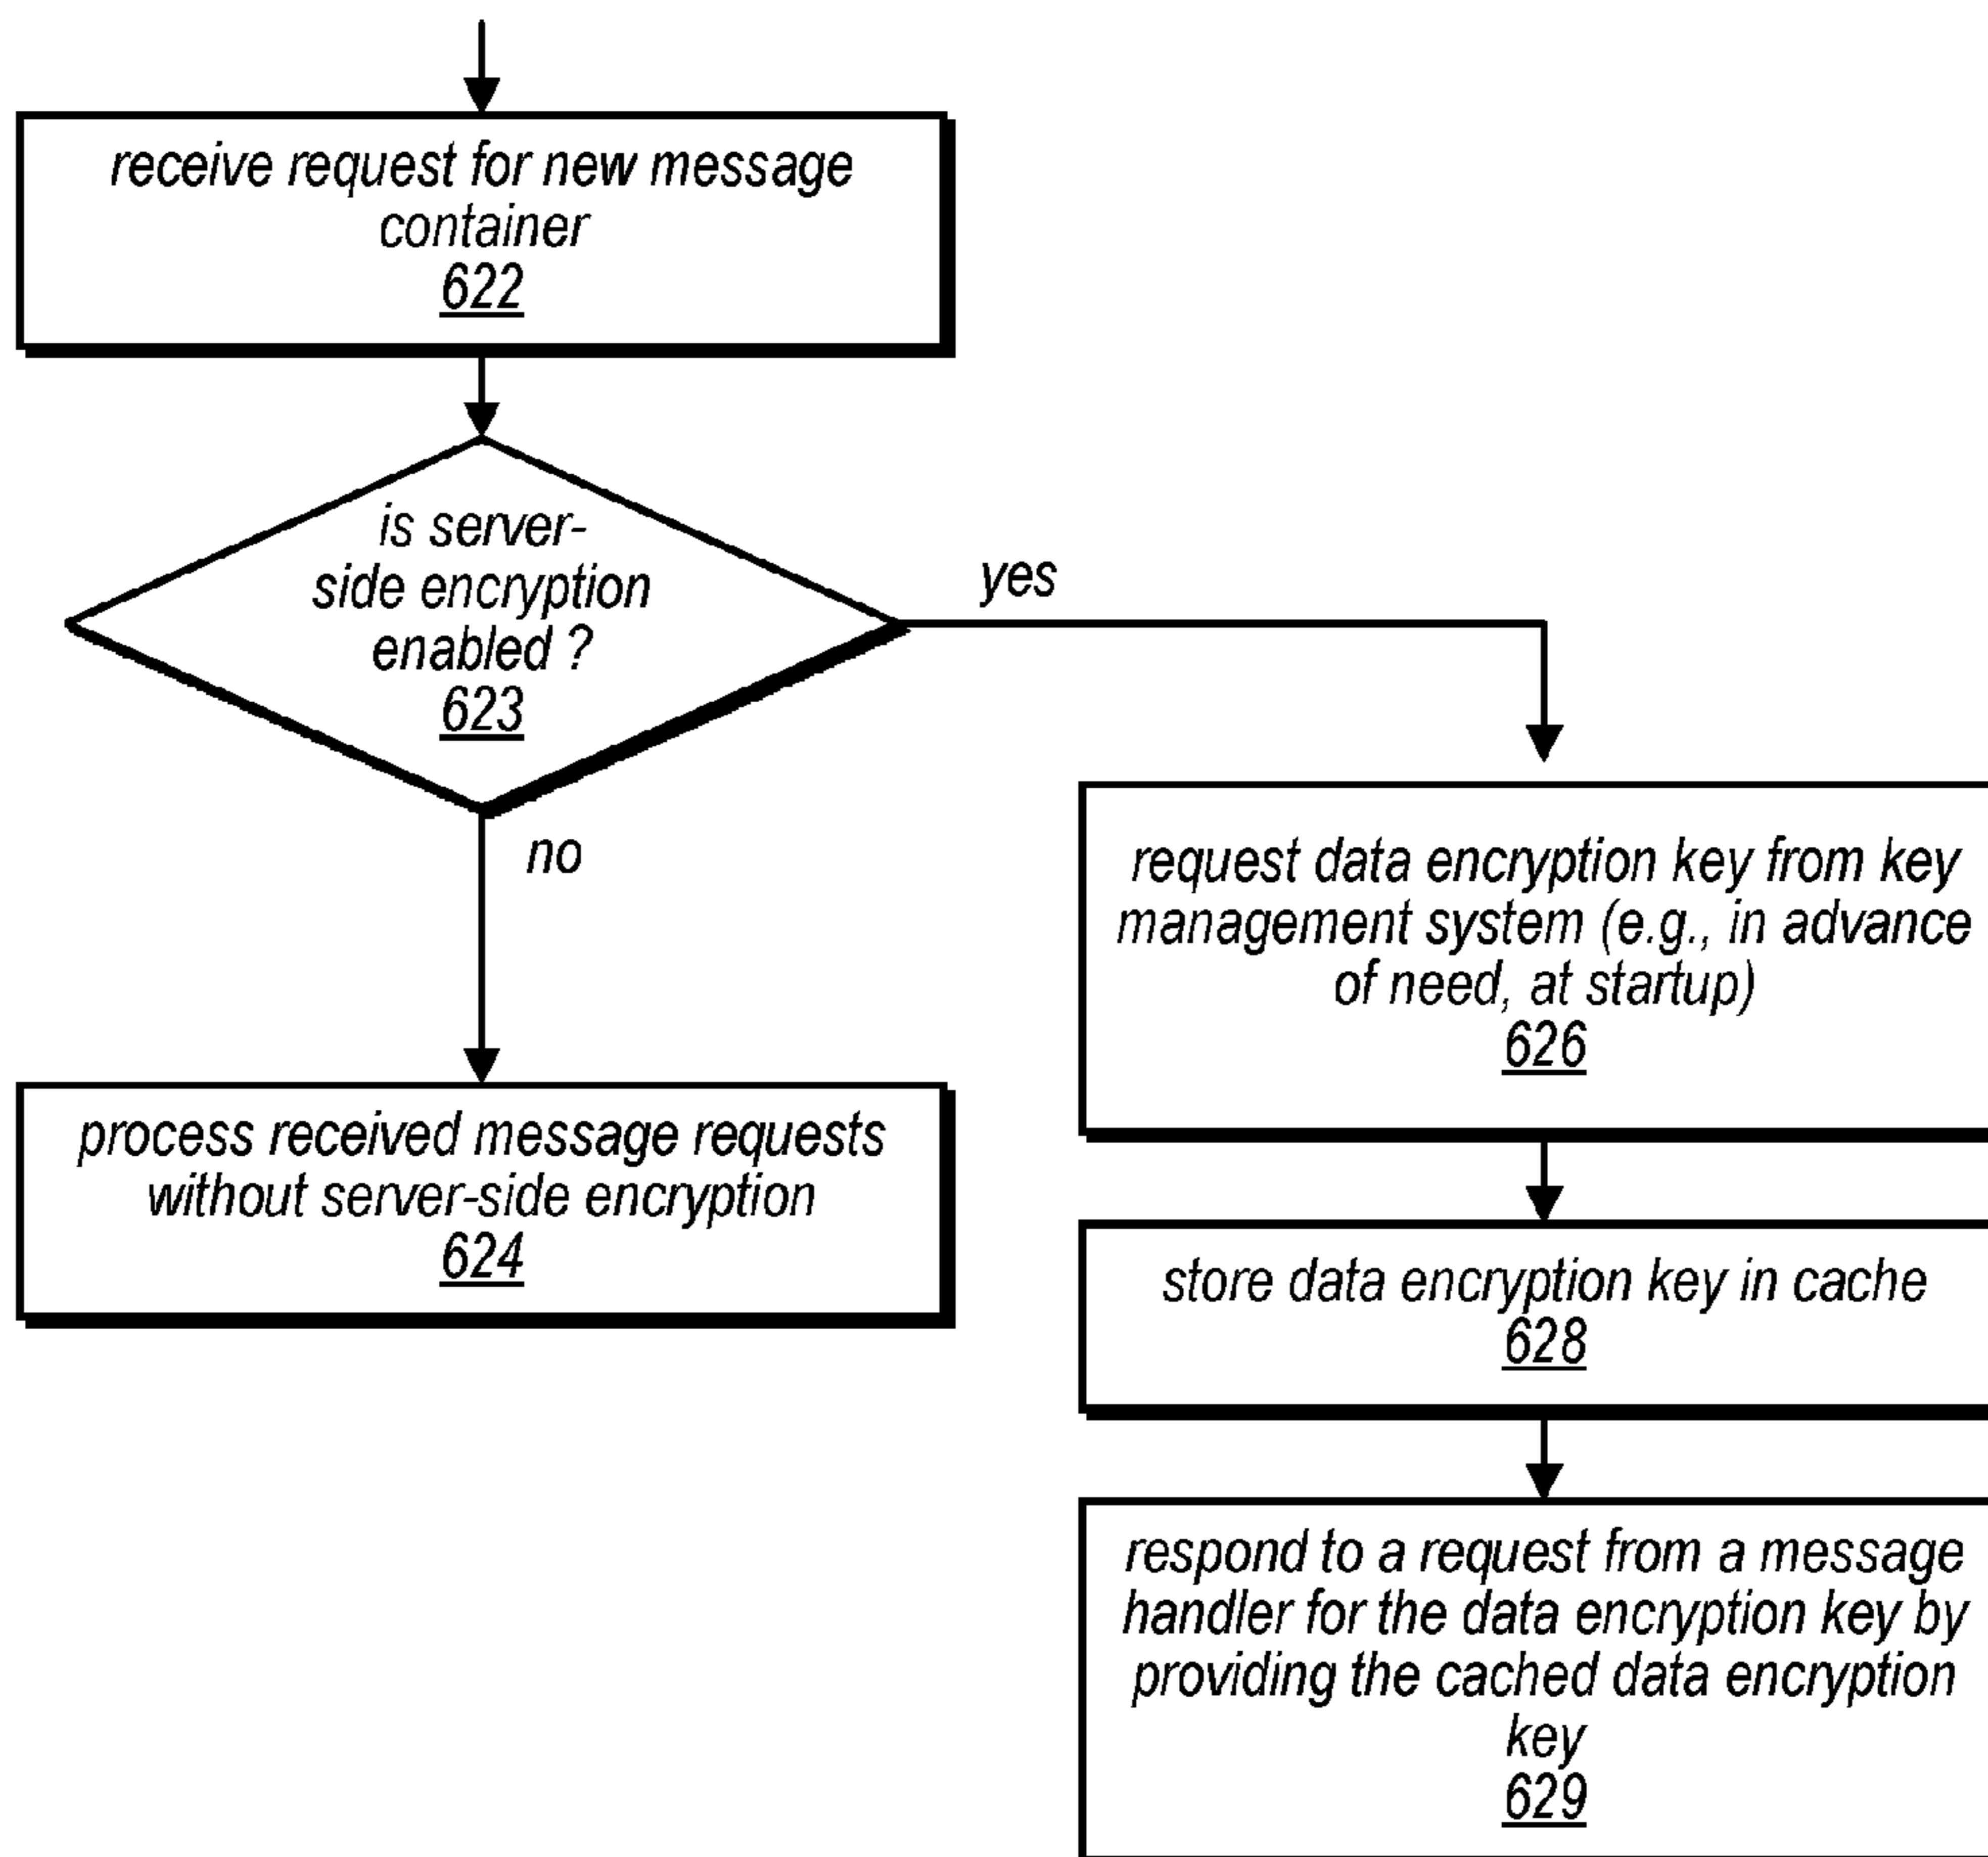 receive request for new message
container
622
is server-
side encryption
enabled ?
623
yes
no
process received message requests
without server-side encryption
624
request data encryption key from key
management system (e.g., in advance
of need, at startup)
626
store data encryption key in cache
628
respond to a request from a message
handler for the data encryption key by
providing the cached data encryption
key
629